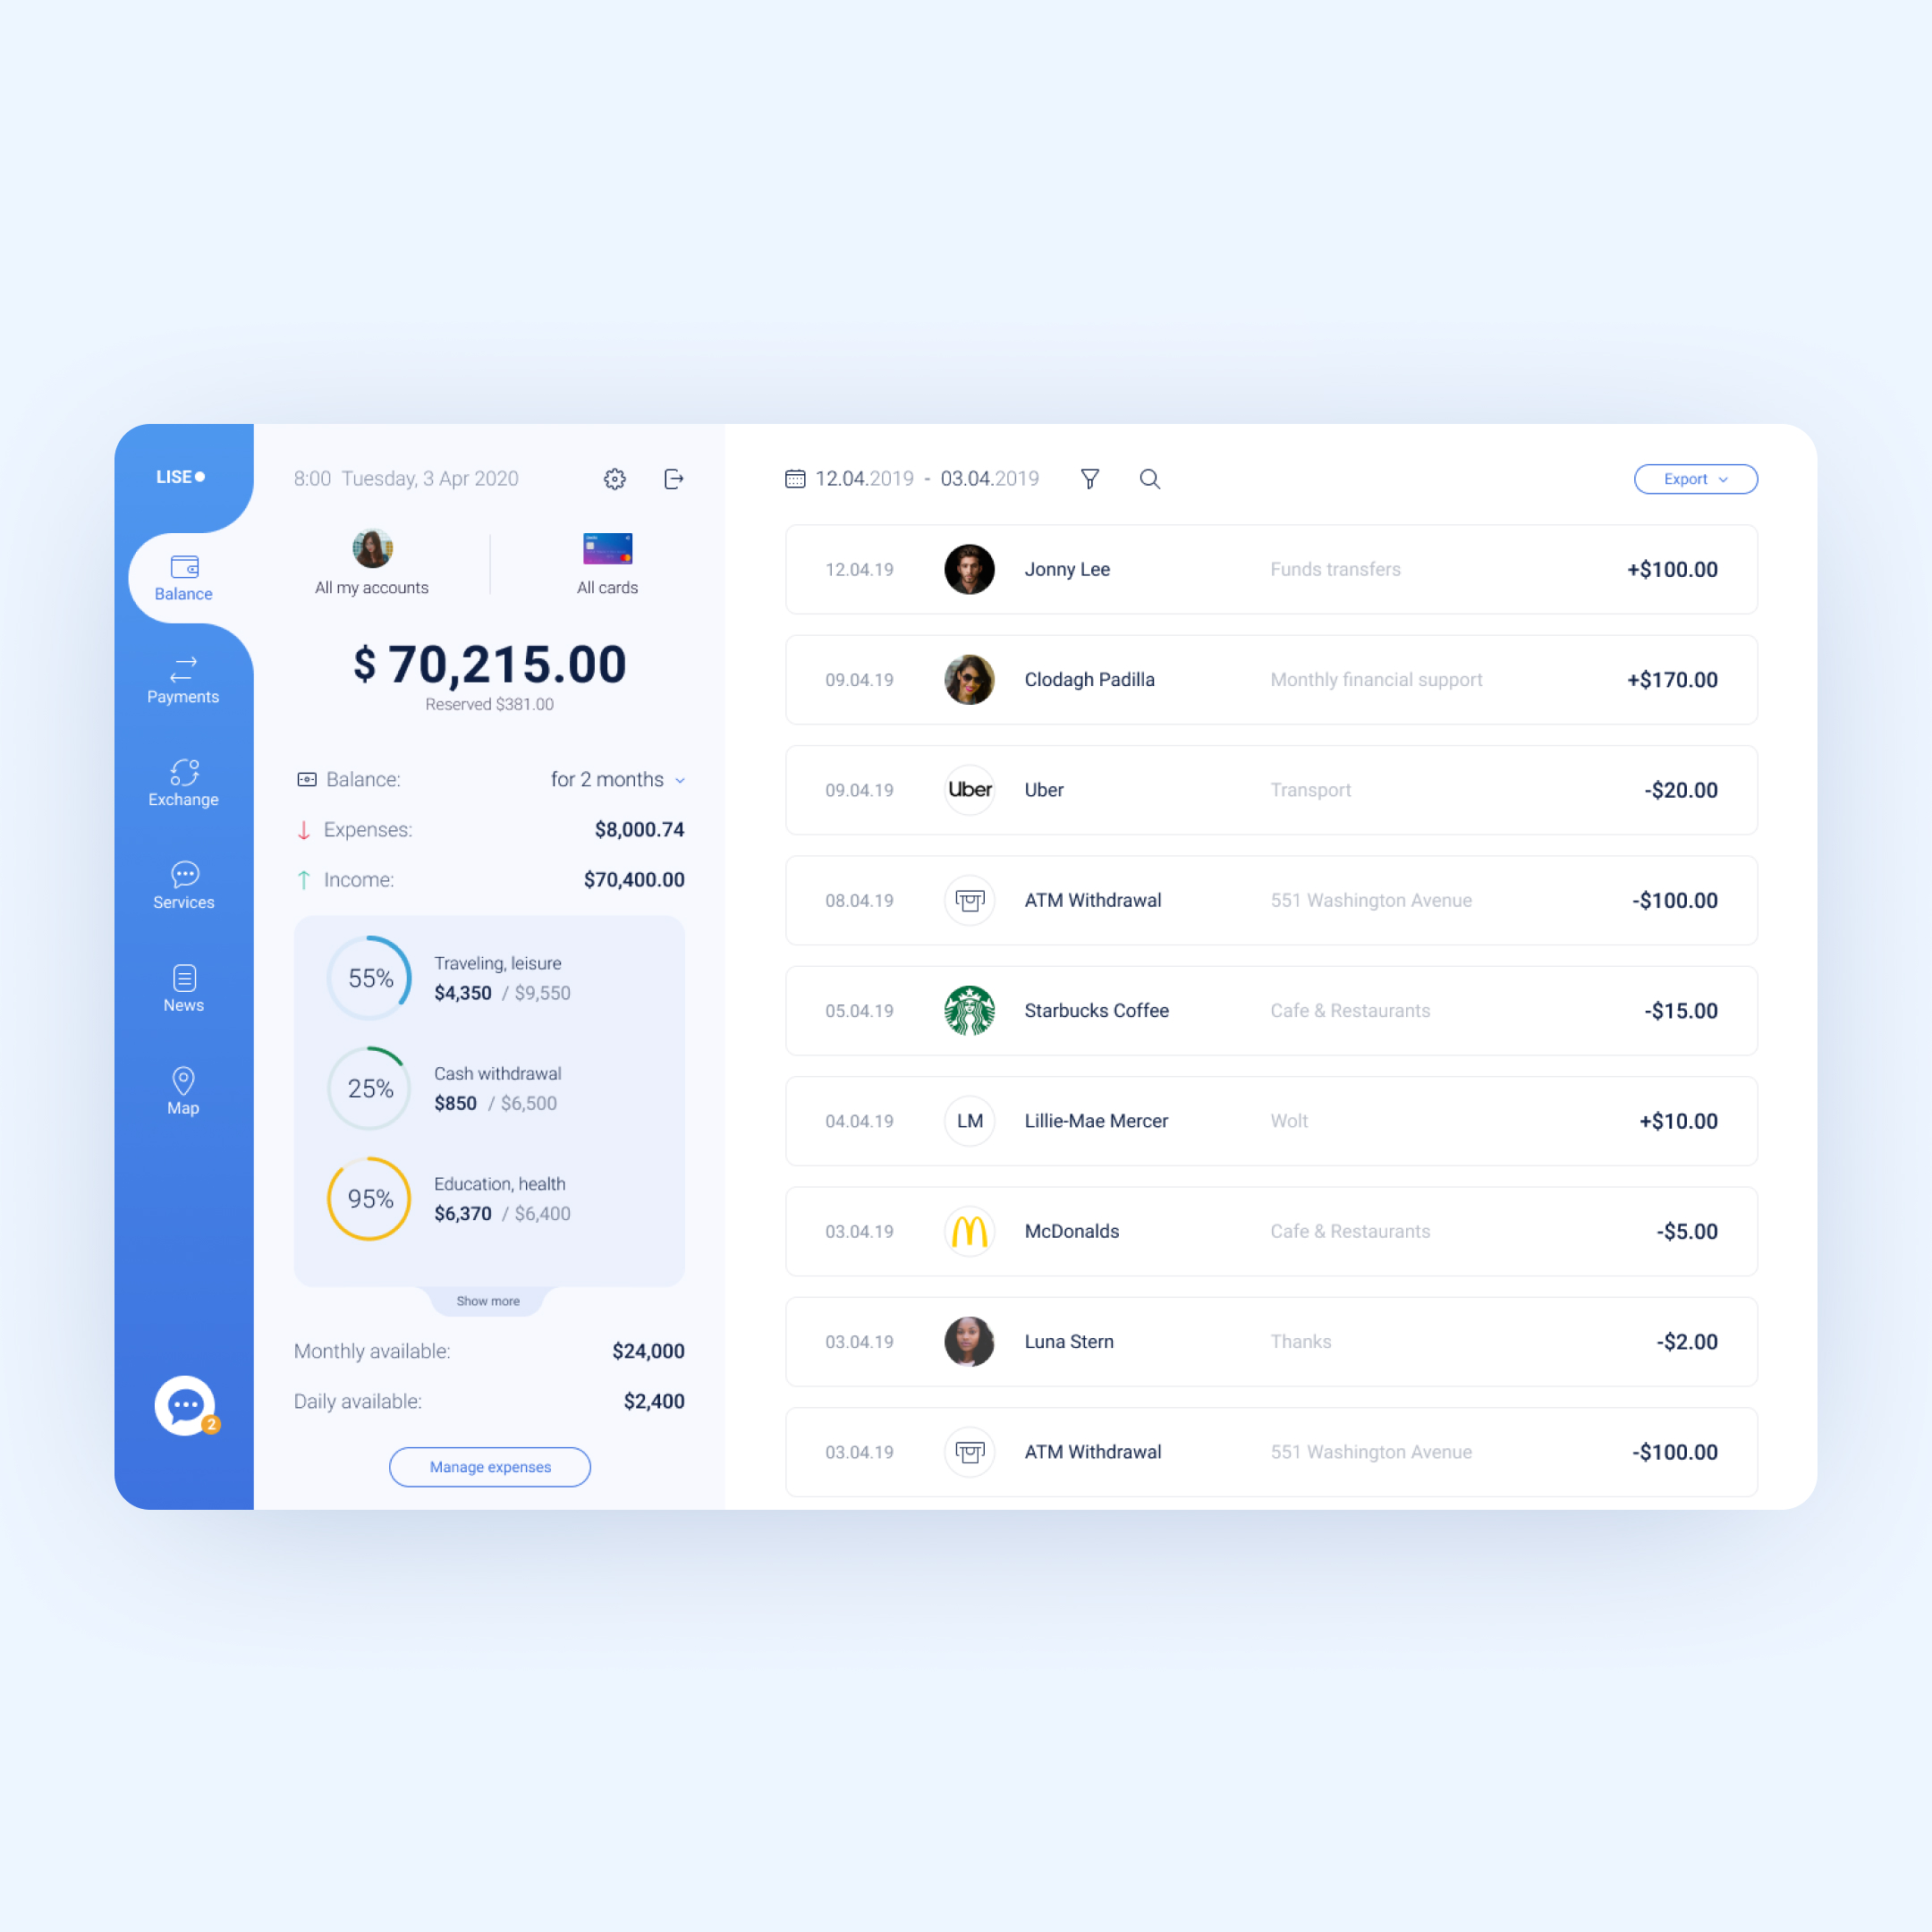 LISE
Balance
Payments
Exchange
Services
News
Map
2
8:00 Tuesday, 3 Apr 2020
All my accounts
All cards
$ 70,215.00
Reserved $381.00
Balance: for 2 months
Expenses: $8,000.74
Income: $70,400.00
55%
Traveling, leisure
$4,350 / $9,550
25%
Cash withdrawal
$850 / $6,500
95%
Education, health
$6,370 / $6,400
Show more
Monthly available: $24,000
Daily available: $2,400
Manage expenses
12.04.2019 - 03.04.2019
Export
12.04.19 Jonny Lee Funds transfers +$100.00
09.04.19 Clodagh Padilla Monthly financial support +$170.00
09.04.19 Uber Uber Transport -$20.00
08.04.19 ATM Withdrawal 551 Washington Avenue -$100.00
05.04.19 Starbucks Coffee Cafe & Restaurants -$15.00
04.04.19 LM Lillie-Mae Mercer Wolt +$10.00
03.04.19 McDonalds Cafe & Restaurants -$5.00
03.04.19 Luna Stern Thanks -$2.00
03.04.19 ATM Withdrawal 551 Washington Avenue -$100.00